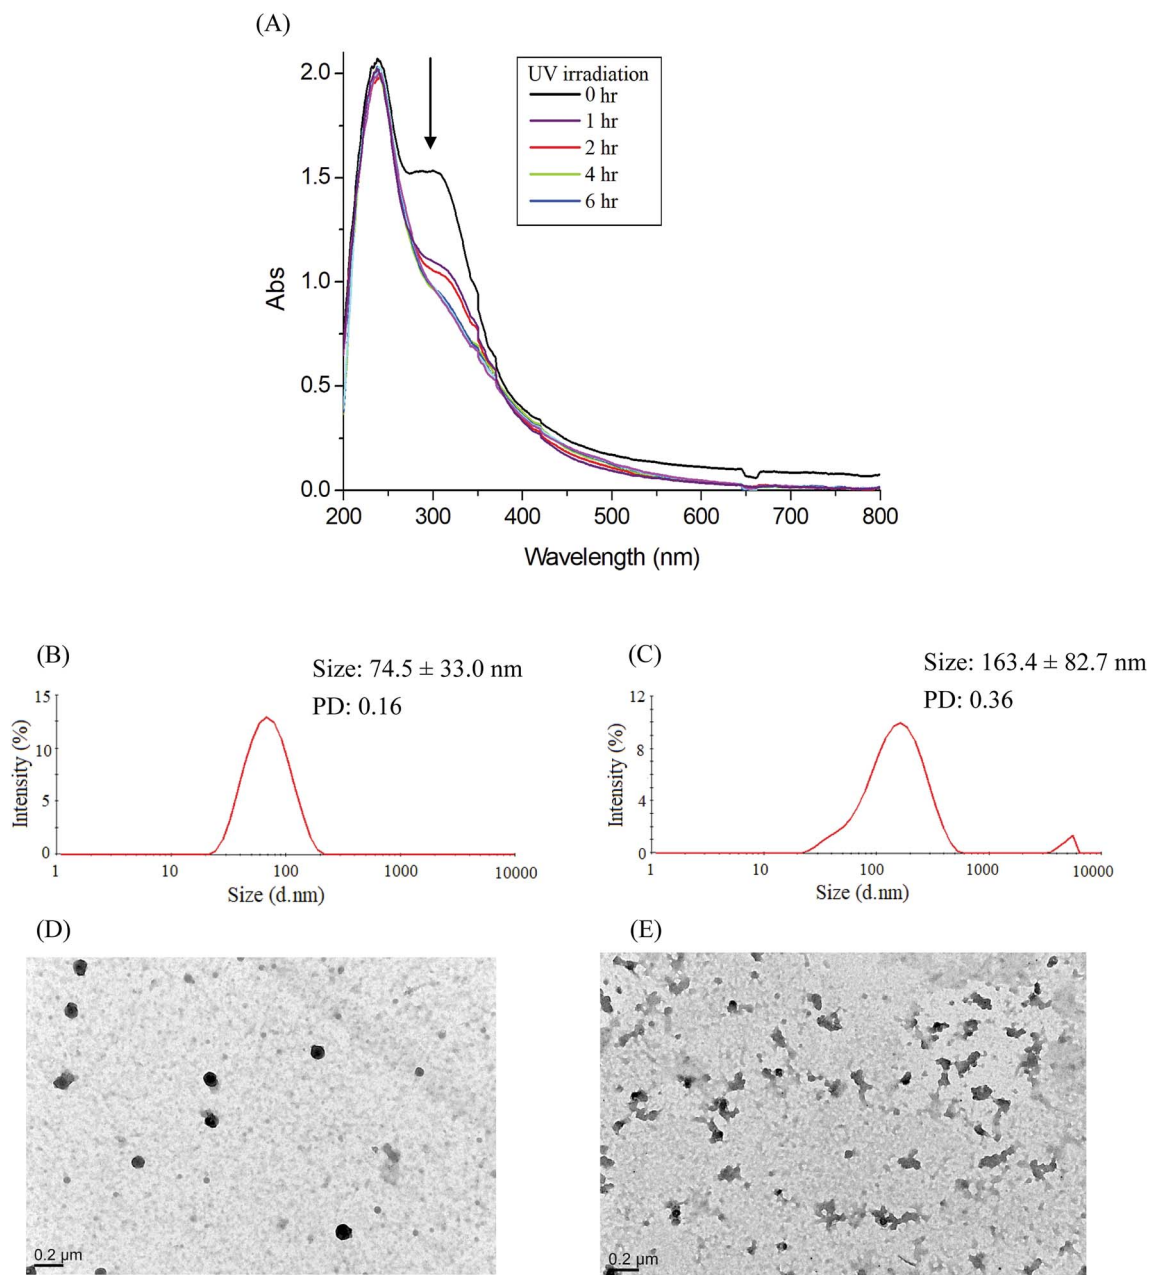 (A)
UV irradiation
0 hr
1 hr
2 hr
4 hr
6 hr
2.0
1.5
1.0
0.5
0.0
Abs
200 300 400 500 600 700 800
Wavelength (nm)
(B)
Size: 74.5 ± 33.0 nm
PD: 0.16
15
10
5
0
Intensity (%)
1 10 100 1000 10000
Size (d.nm)
(C)
Size: 163.4 ± 82.7 nm
PD: 0.36
12
10
8
4
0
Intensity (%)
1 10 100 1000 10000
Size (d.nm)
(D)
0.2 µm
(E)
0.2 µm